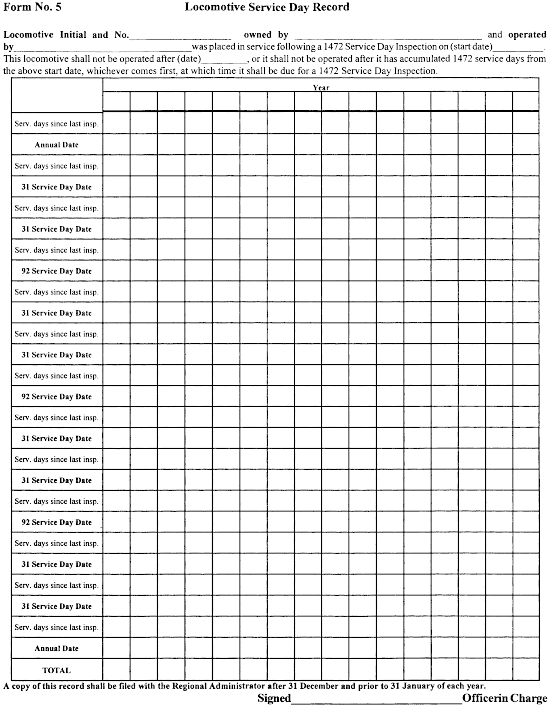 Form No. 5 Locomotive Service Day Record
Locomotive Initial and No.____________________ owned by ____________________________________ and operated
by_________________________________was placed in service following a 1472 Service Day Inspection on (start date)__________.
This locomotive shall not be operated after (date)_________, or it shall not be operated after it has accumulated 1472 service days from
the above start date, whichever comes first, at which time it shall be due for a 1472 Service Day Inspection.
Year
Serv. days since last insp.
Annual Date
Serv. days since last insp.
31 Service Day Date
Serv. days since last insp.
31 Service Day Date
Serv. days since last insp.
92 Service Day Date
Serv. days since last insp.
31 Service Day Date
Serv. days since last insp.
31 Service Day Date
Serv. days since last insp.
92 Service Day Date
Serv. days since last insp.
31 Service Day Date
Serv. days since last insp.
31 Service Day Date
Serv. days since last insp.
92 Service Day Date
Serv. days since last insp.
31 Service Day Date
Serv. days since last insp.
31 Service Day Date
Serv. days since last insp.
Annual Date
TOTAL
A copy of this record shall be filed with the Regional Administrator after 31 December and prior to 31 January of each year.
Signed___________________________Officerin Charge